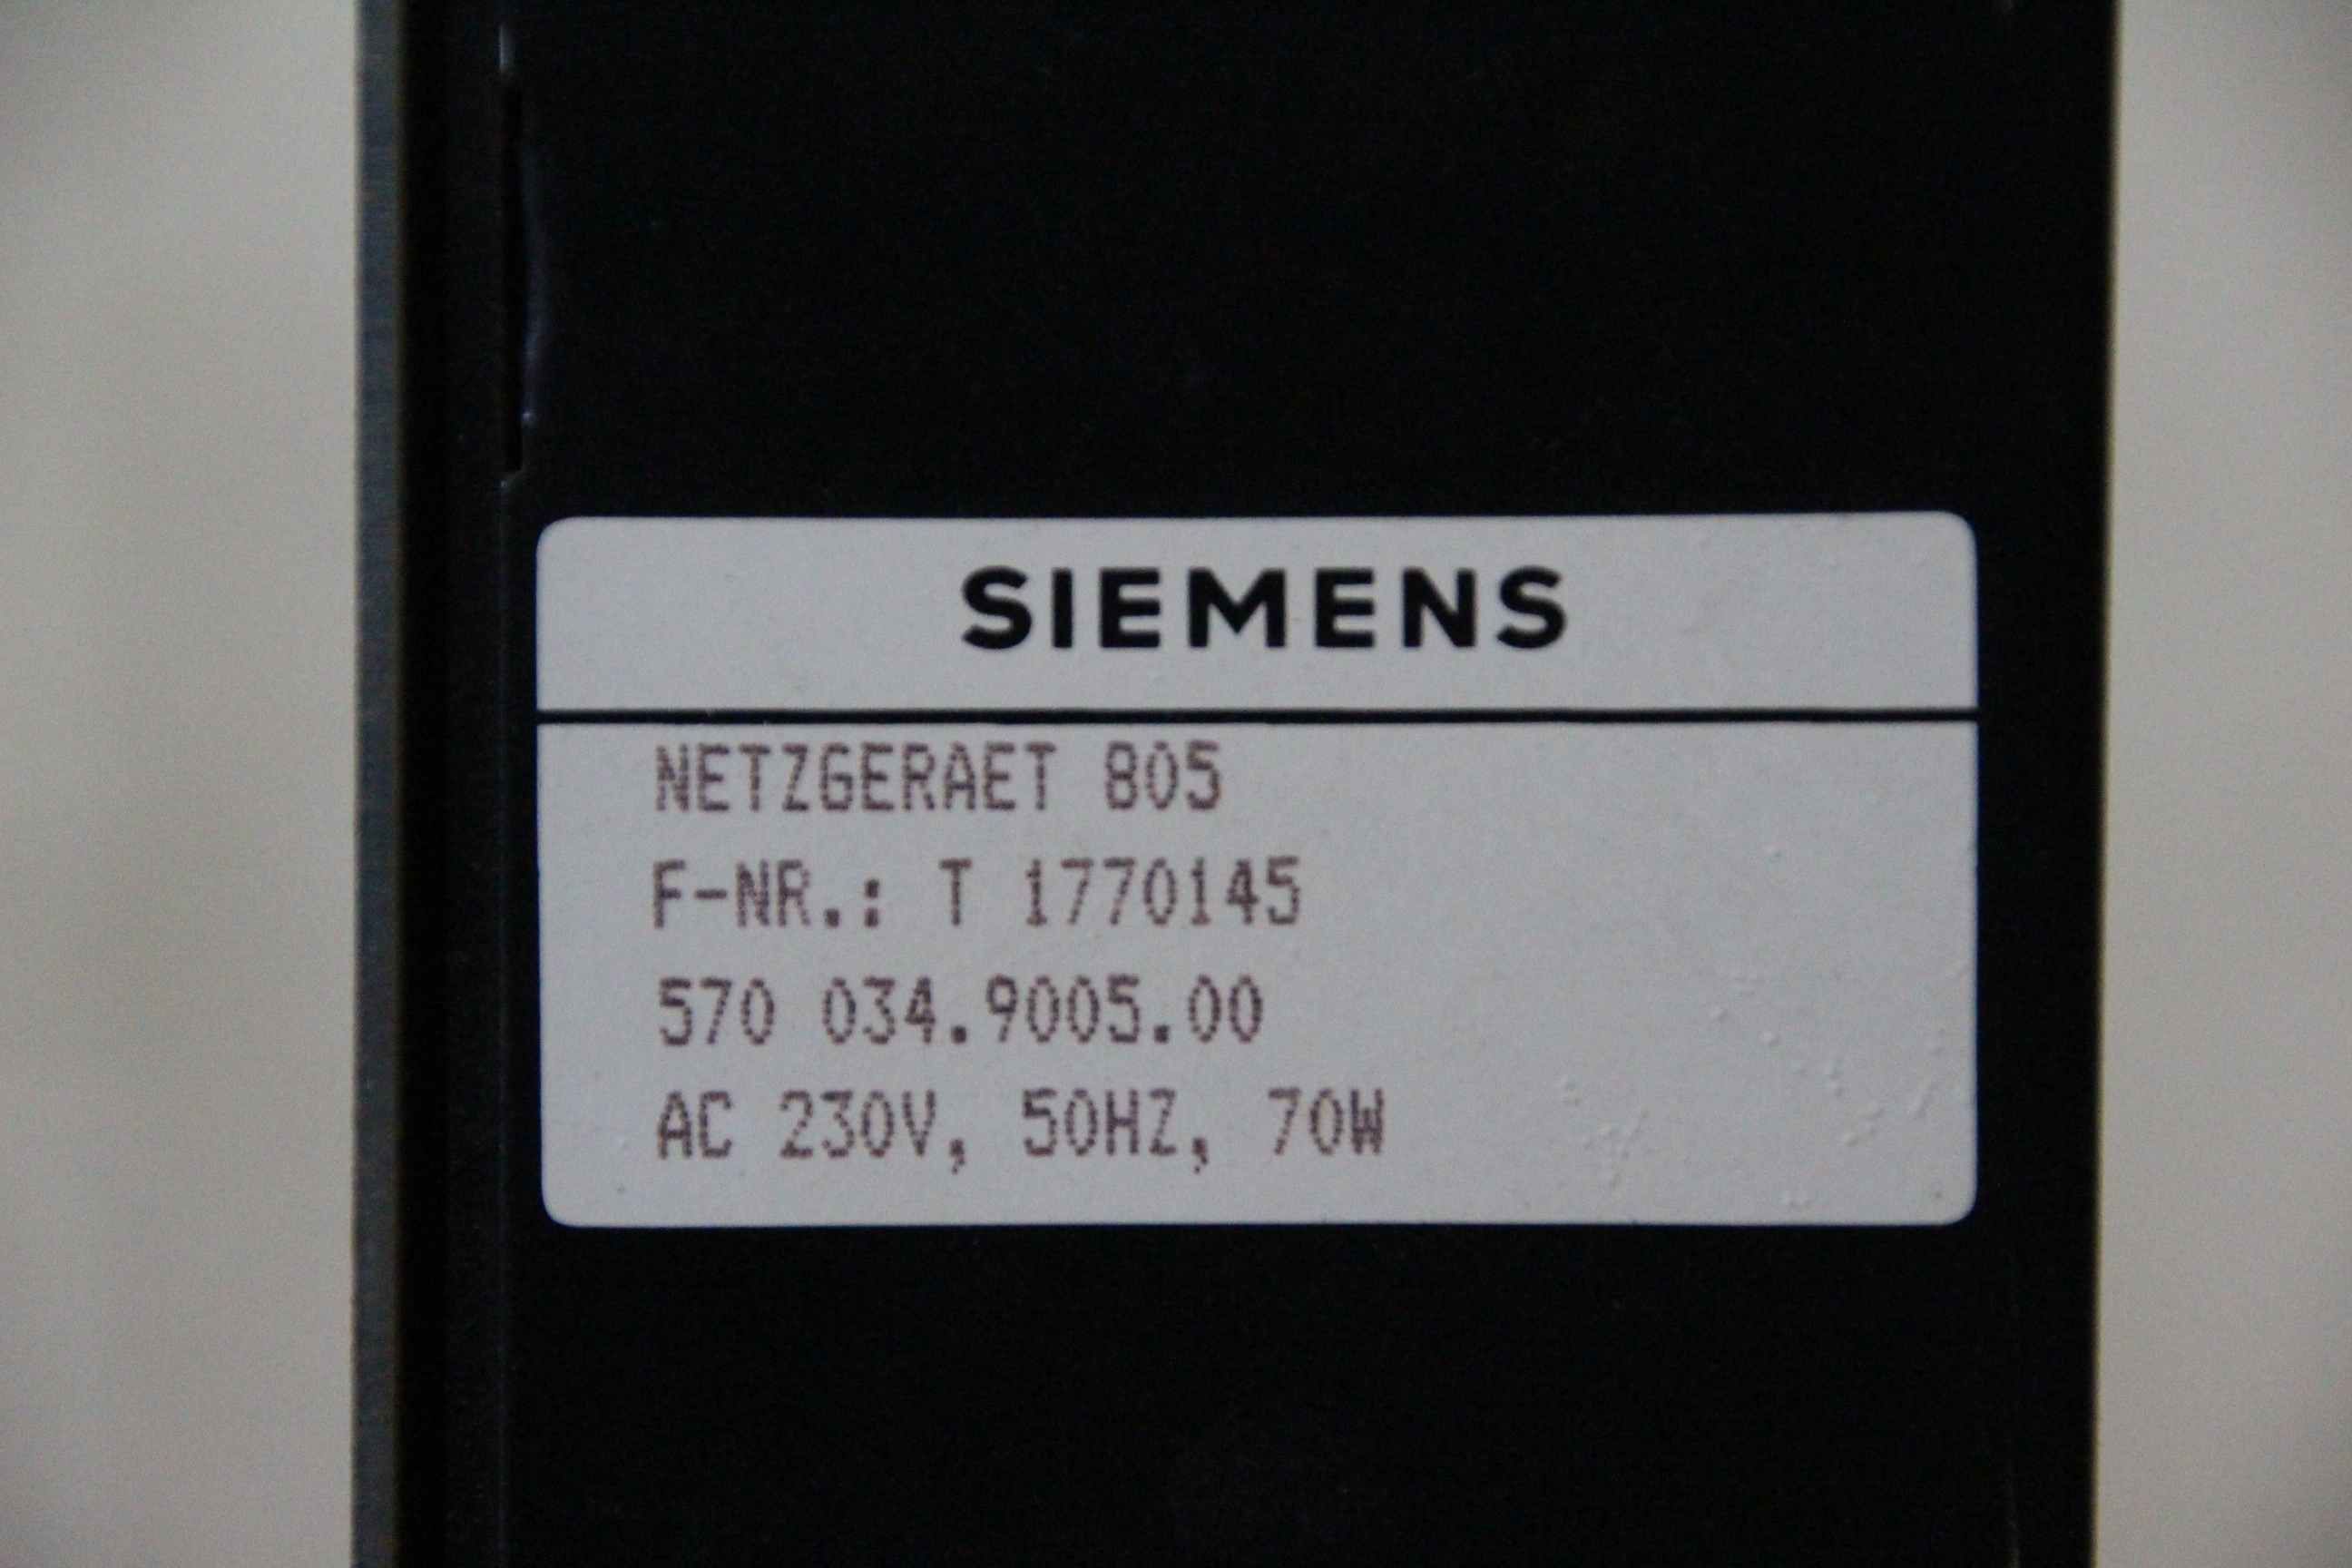 SIEMENS
NETZGERAET 805
F-NR.: T 1770145
570 034.9005.00
AC 230V, 50HZ, 70W